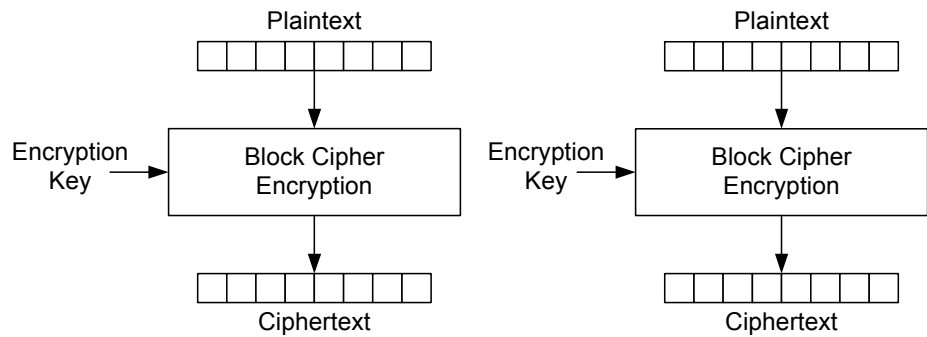 Plaintext
Encryption
Key
Block Cipher
Encryption
Ciphertext
Plaintext
Encryption
Key
Block Cipher
Encryption
Ciphertext